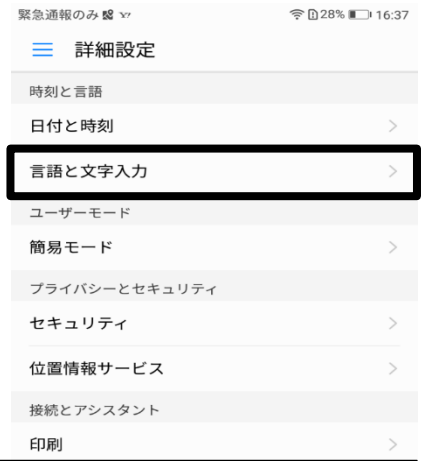 緊急通報のみ 28% 16:37
詳細設定
時刻と言語
日付と時刻
言語と文字入力
ユーザーモード
簡易モード
プライバシーとセキュリティ
セキュリティ
位置情報サービス
接続とアシスタント
印刷